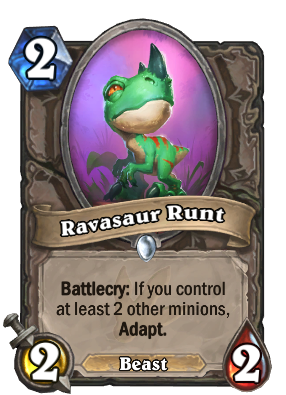 2
Ravasaur Runt
Battlecry: If you control
at least 2 other minions,
Adapt.
2
Beast
2